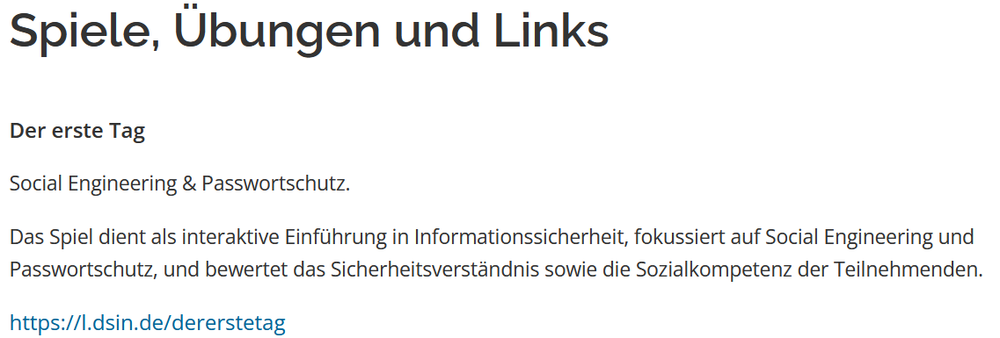 Spiele, Übungen und Links
Der erste Tag
Social Engineering & Passwortschutz.
Das Spiel dient als interaktive Einführung in Informationssicherheit, fokussiert auf Social Engineering und
Passwortschutz, und bewertet das Sicherheitsverständnis sowie die Sozialkompetenz der Teilnehmenden.
https://l.dsin.de/dererstetag